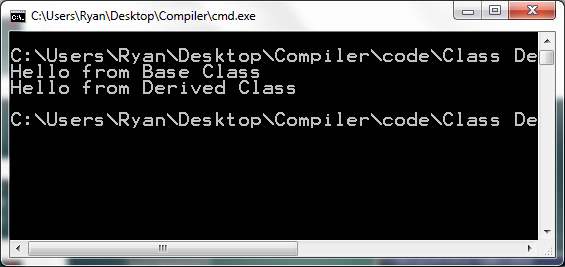 C:\Users\Ryan\Desktop\Compiler\cmd.exe
C:\Users\Ryan\Desktop\Compiler\code\Class De
Hello from Base Class
Hello from Derived Class
C:\Users\Ryan\Desktop\Compiler\code\Class De